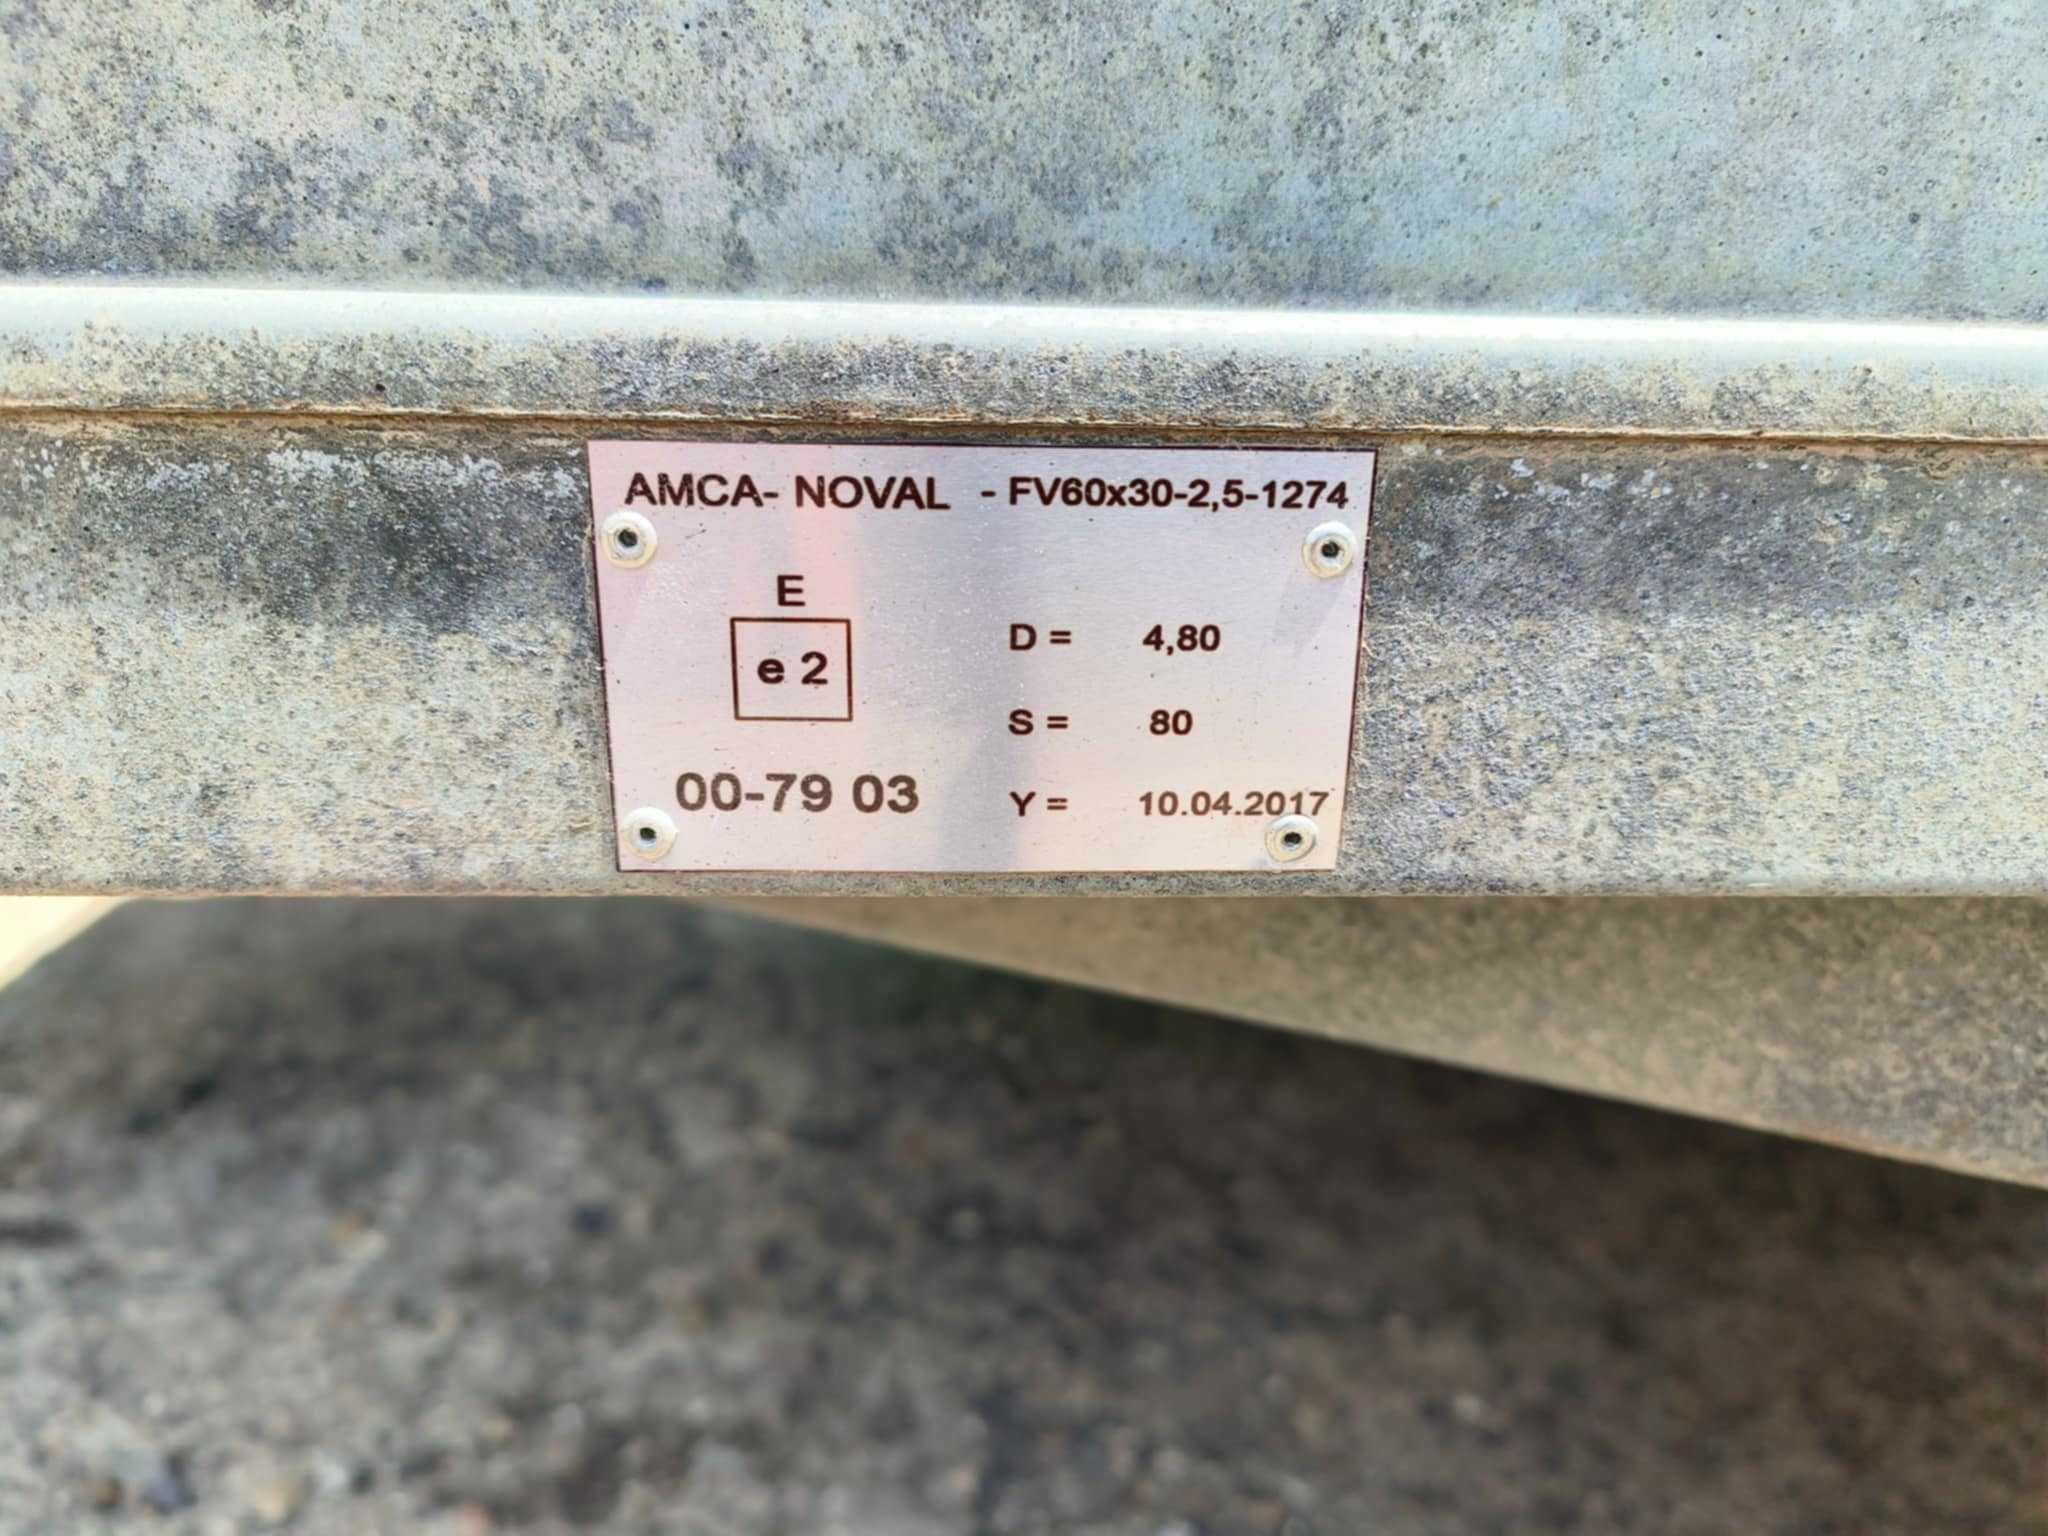 AMCA- NOVAL - FV60x30-2,5-1274
E
e 2
D = 4,80
S = 80
00-79 03
Y = 10.04.2017